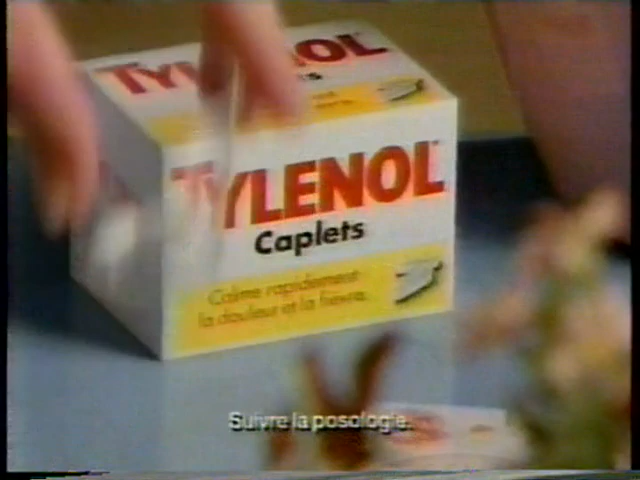 TYLENOL
TYLENOL
Caplets
Calme rapidement
la douleur et la fièvre.
Suivre la posologie.